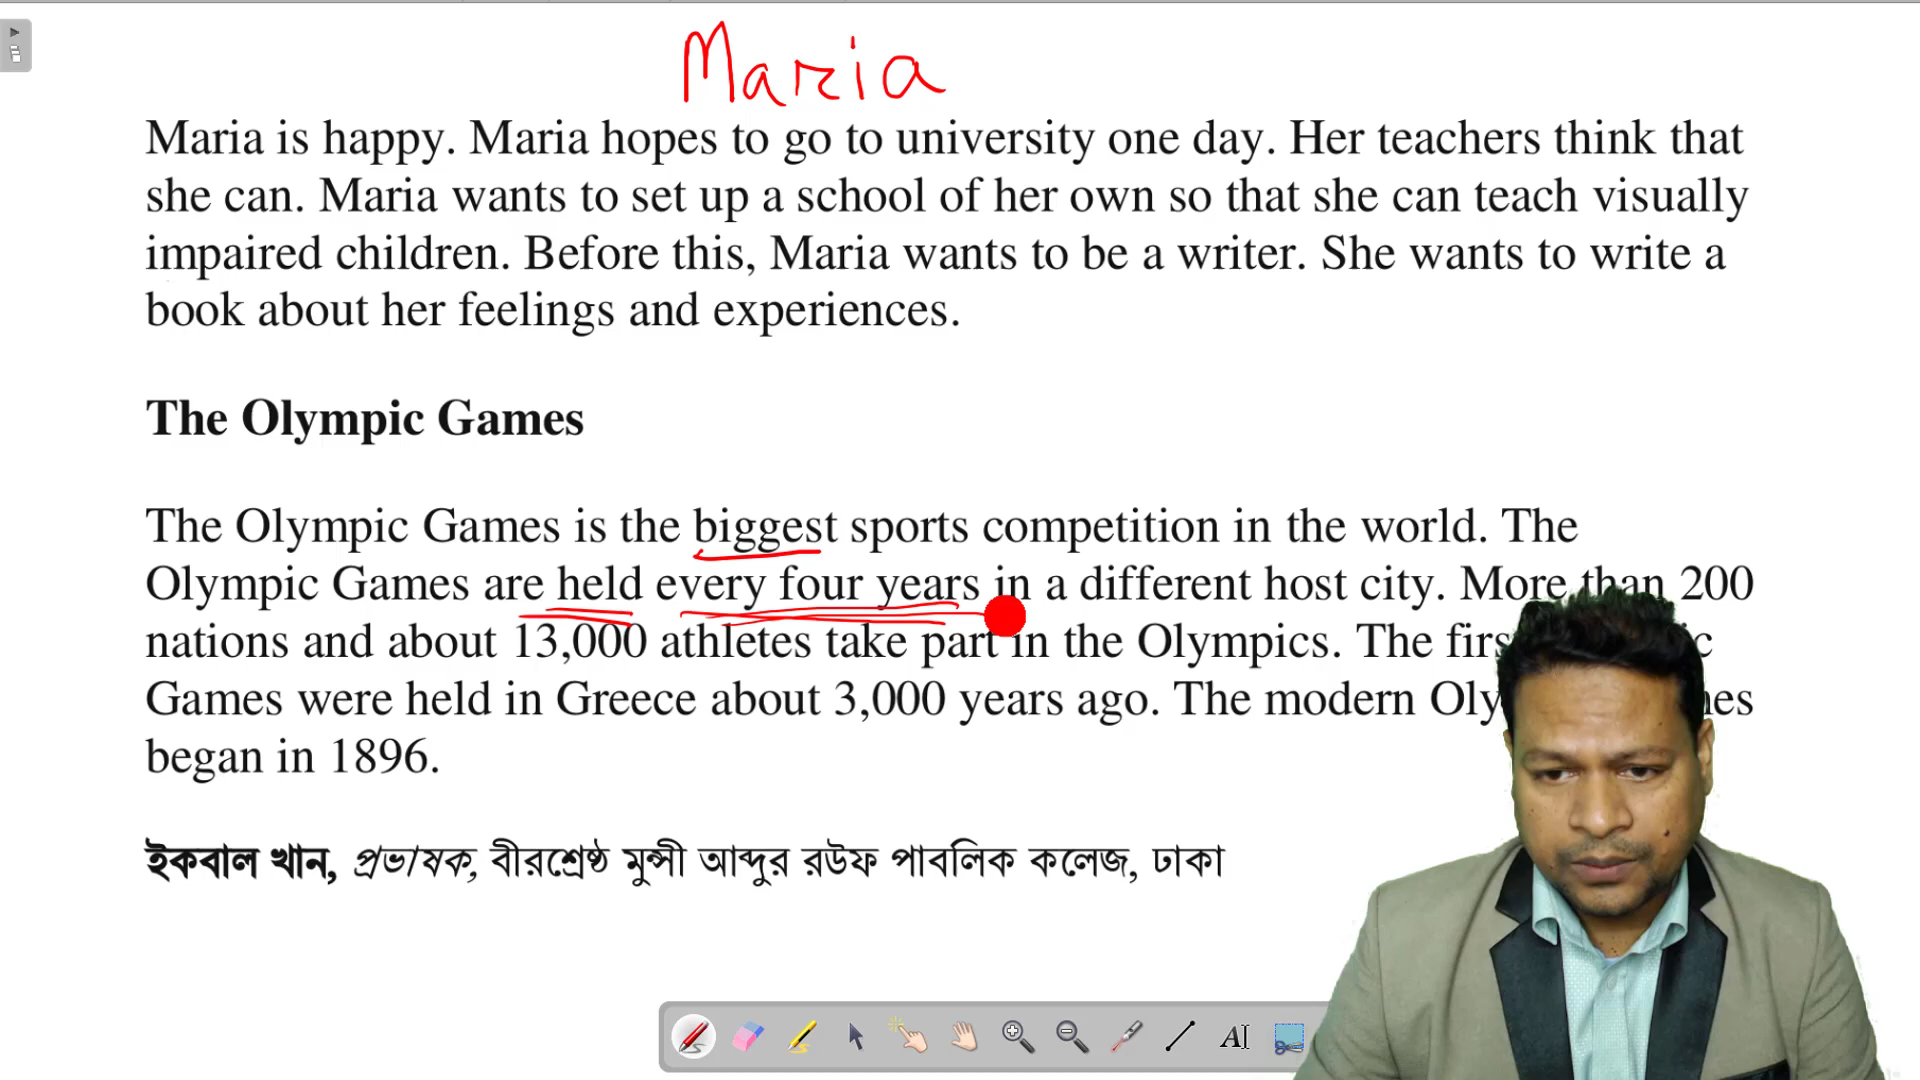 Maria
Maria is happy. Maria hopes to go to university one day. Her teachers think that
she can. Maria wants to set up a school of her own so that she can teach visually
impaired children. Before this, Maria wants to be a writer. She wants to write a
book about her feelings and experiences.
The Olympic Games
The Olympic Games is the biggest sports competition in the world. The
Olympic Games are held every four years in a different host city. More than 200
nations and about 13,000 athletes take part in the Olympics. The
Games were held in Greece about 3,000 years ago. The modern
began in 1896.
ইকবাল খান, প্রভাষক, বীরশ্রেষ্ঠ মুন্সী আব্দুর রউফ পাবলিক কলেজ, ঢাকা
AI